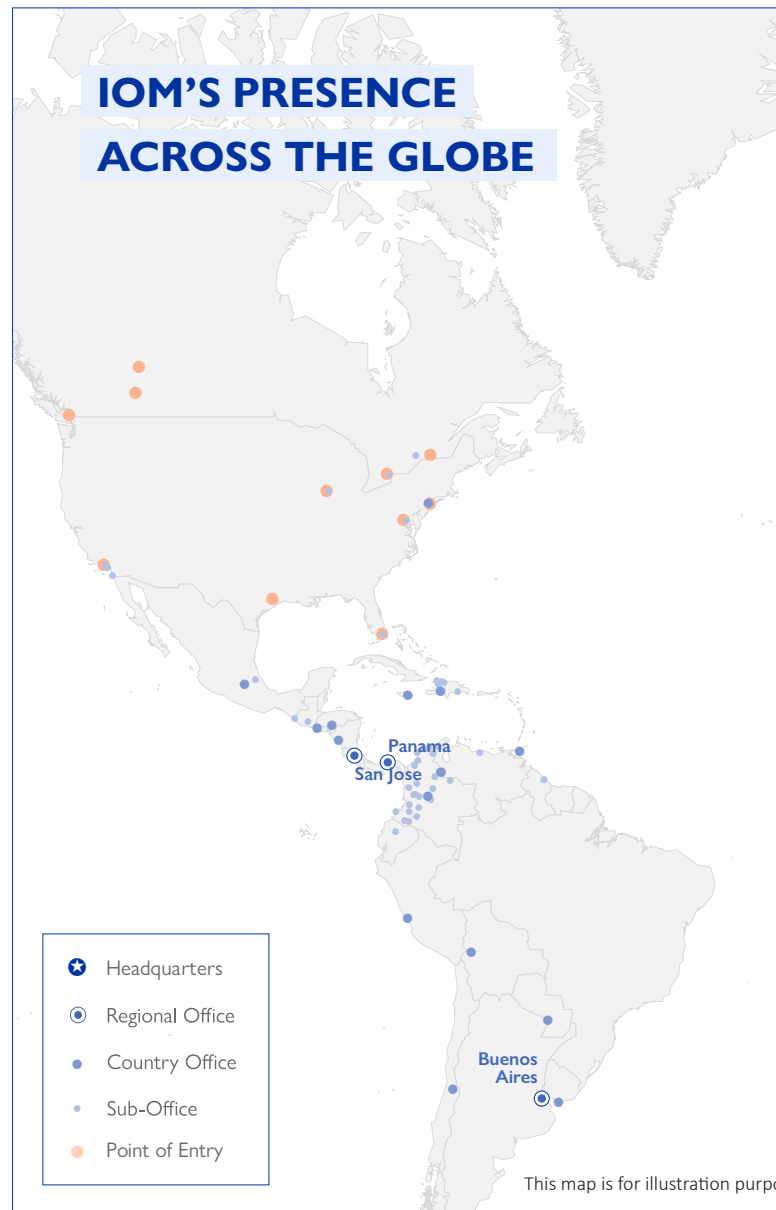 IOM’S PRESENCE
ACROSS THE GLOBE
Panama
San Jose
Buenos
Aires
Headquarters
Regional Office
Country Office
Sub-Office
Point of Entry
This map is for illustration purpo